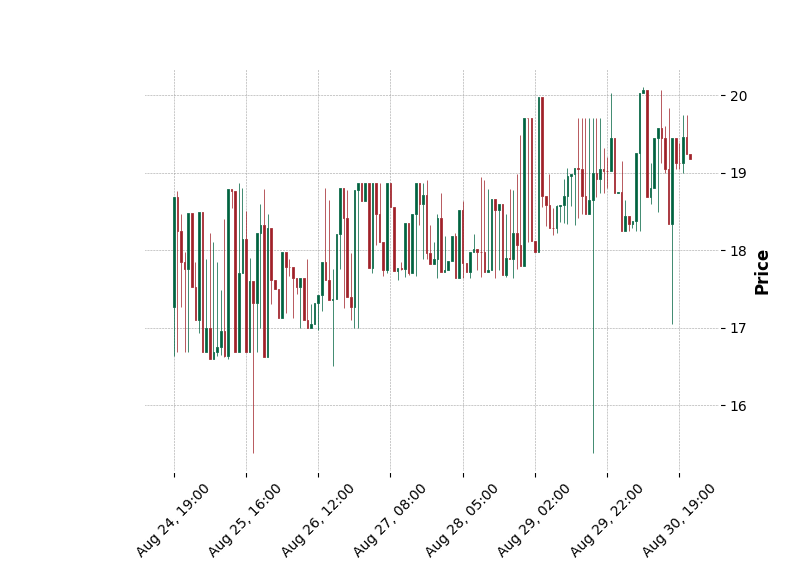 20
19
18
17
16
Price
Aug 24, 19:00
Aug 25, 16:00
Aug 26, 12:00
Aug 27, 08:00
Aug 28, 05:00
Aug 29, 02:00
Aug 29, 22:00
Aug 30, 19:00